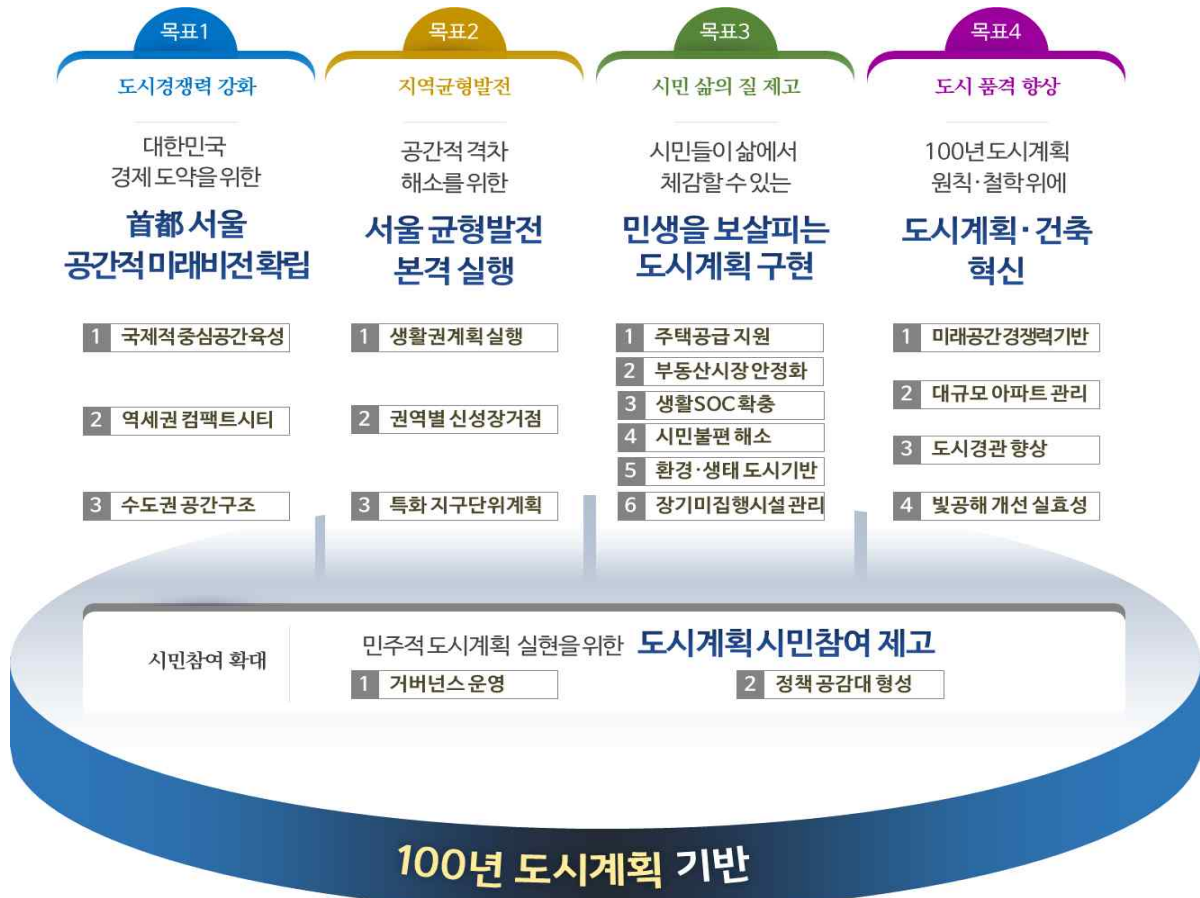 목표1
도시경쟁력 강화
대한민국
경제 도약을 위한
首都 서울
공간적 미래비전 확립
1 국제적 중심공간 육성
2 역세권 컴팩트시티
3 수도권 공간구조
목표2
지역균형발전
공간적 격차
해소를 위한
서울 균형발전
본격 실행
1 생활권계획 실행
2 권역별 신성장거점
3 특화 지구단위계획
목표3
시민 삶의 질 제고
시민들이 삶에서
체감할 수 있는
민생을 보살피는
도시계획 구현
1 주택공급 지원
2 부동산시장 안정화
3 생활SOC 확충
4 시민불편 해소
5 환경·생태 도시기반
6 장기미집행시설 관리
목표4
도시 품격 향상
100년 도시계획
원칙·철학 위에
도시계획·건축
혁신
1 미래공간 경쟁력 기반
2 대규모 아파트 관리
3 도시경관 향상
4 빛공해 개선 실효성
시민참여 확대
민주적 도시계획 실현을 위한 도시계획 시민참여 제고
1 거버넌스 운영
2 정책 공감대 형성
100년 도시계획 기반